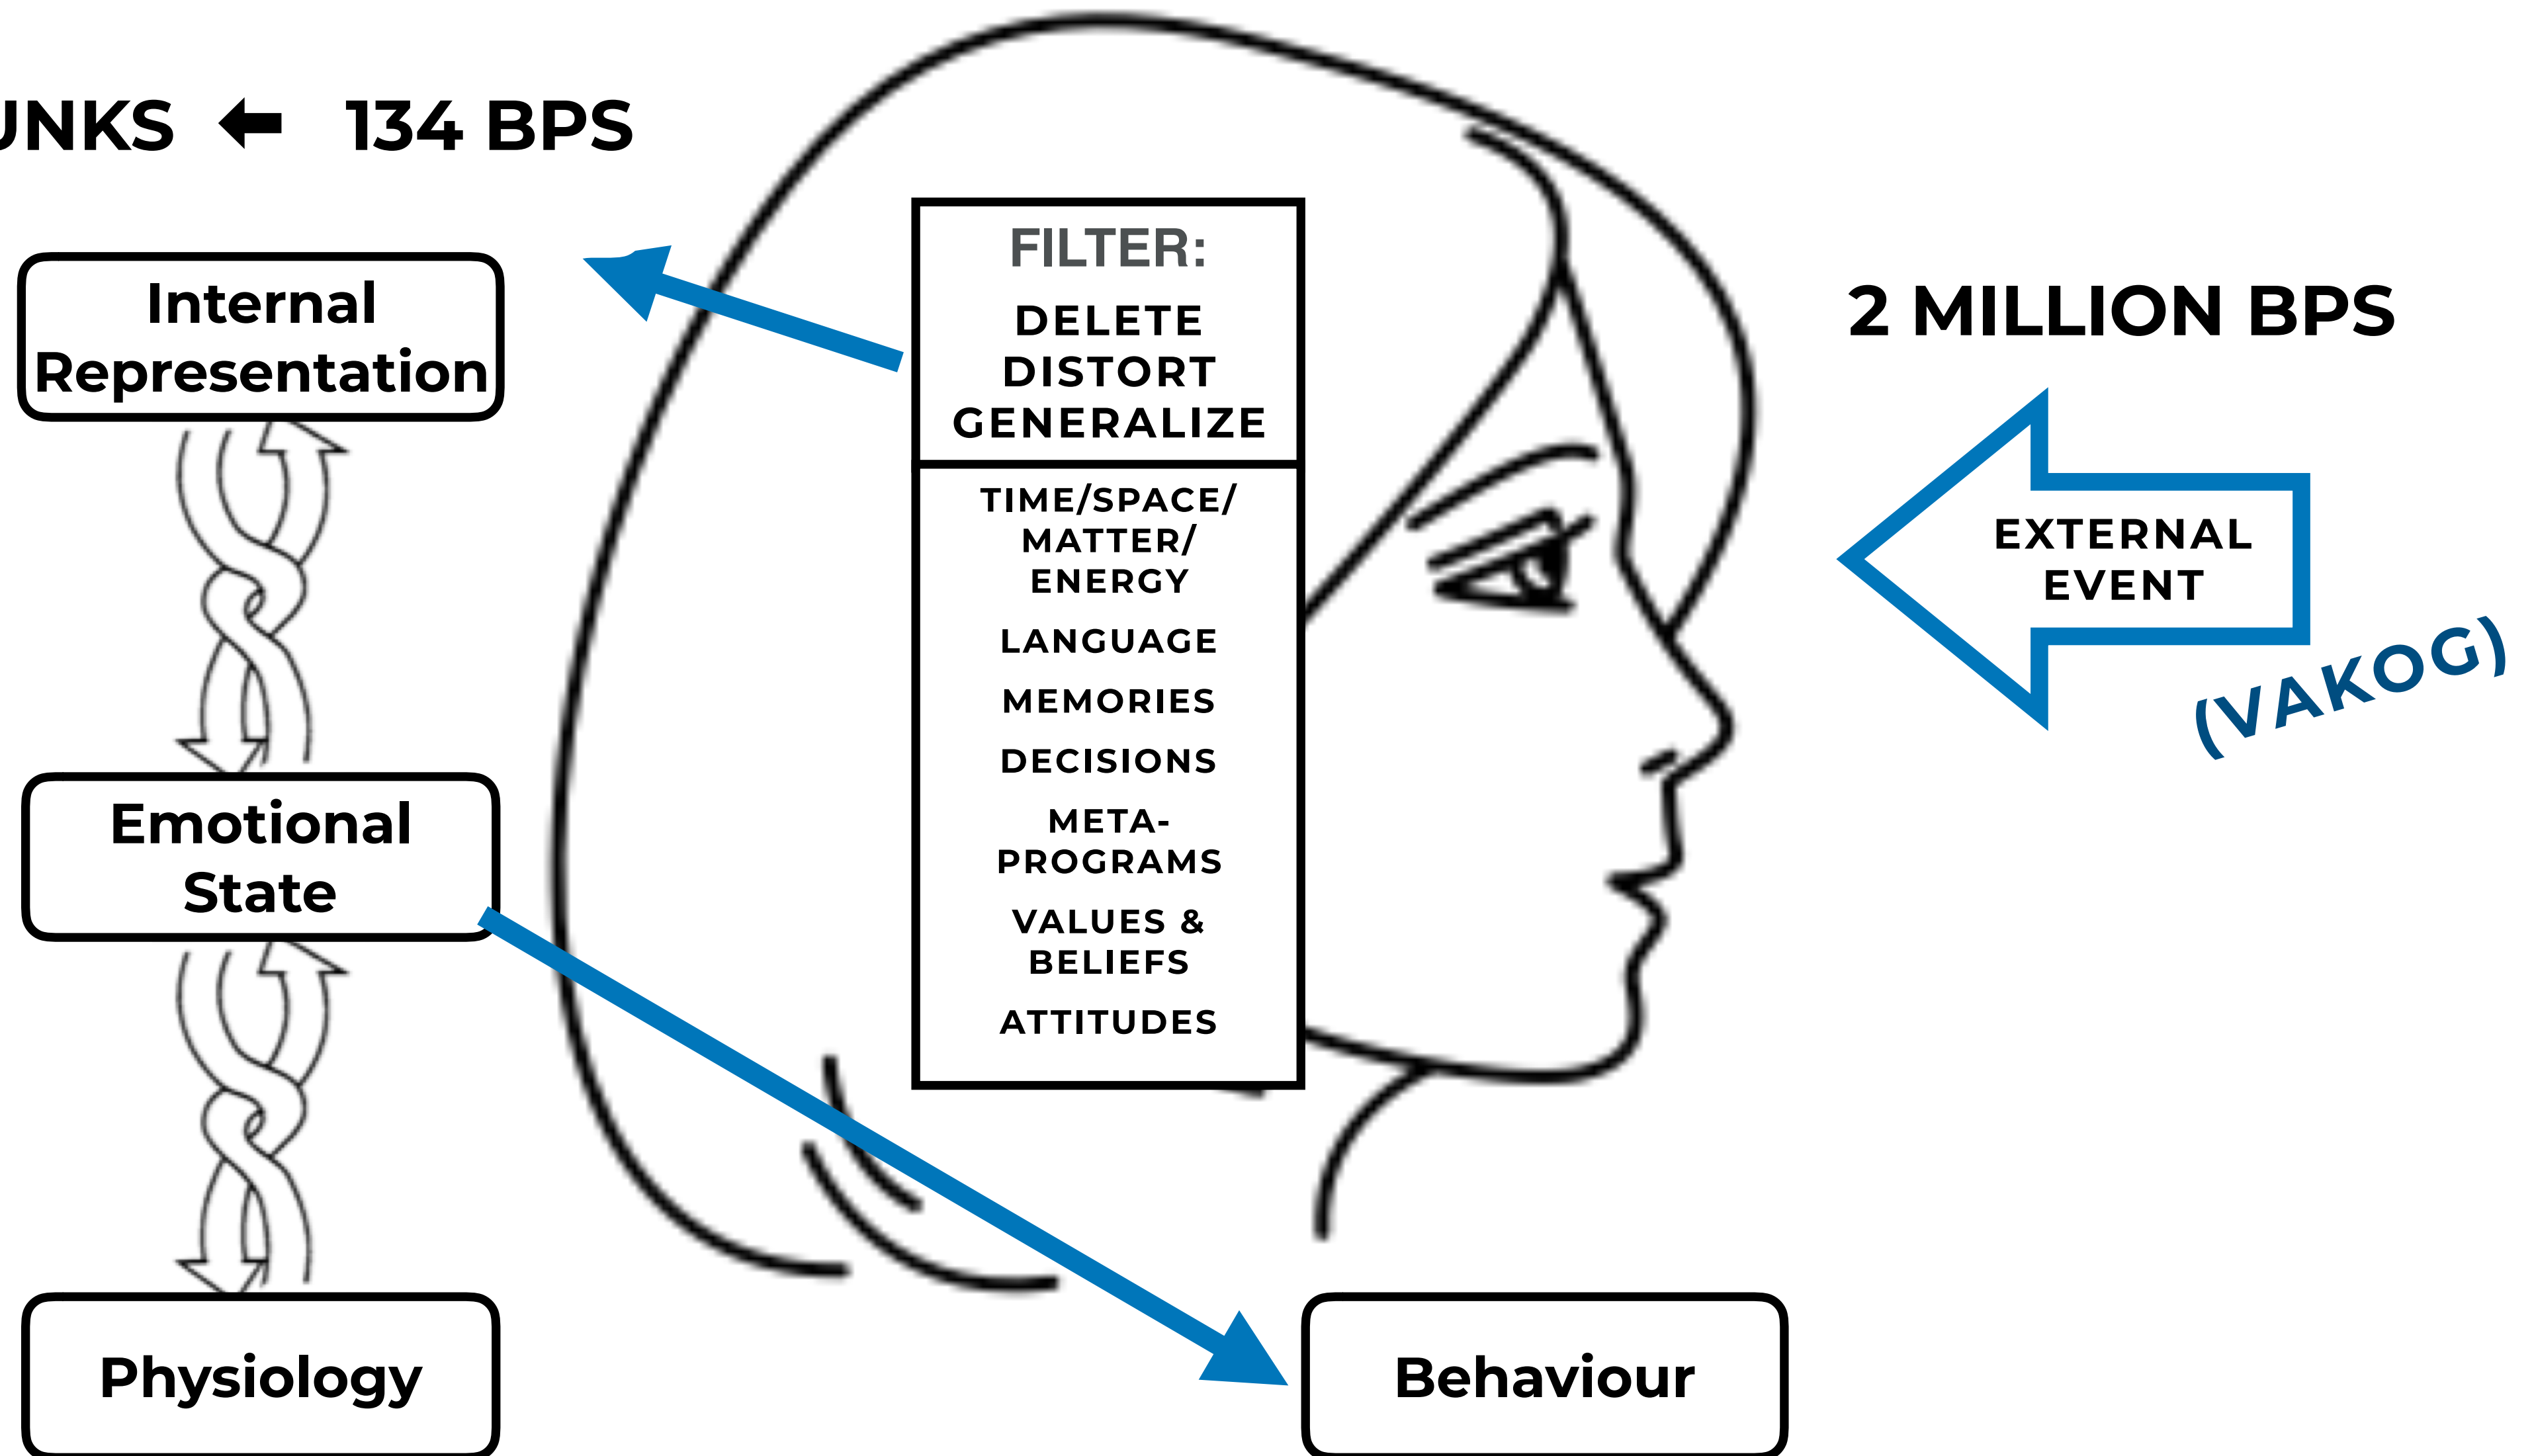 UNKS ⬅ 134 BPS
Internal
Representation
Emotional
State
Physiology
FILTER:
DELETE
DISTORT
GENERALIZE
TIME/SPACE/
MATTER/
ENERGY
LANGUAGE
MEMORIES
DECISIONS
META-
PROGRAMS
VALUES &
BELIEFS
ATTITUDES
2 MILLION BPS
EXTERNAL
EVENT
(VAKOG)
Behaviour